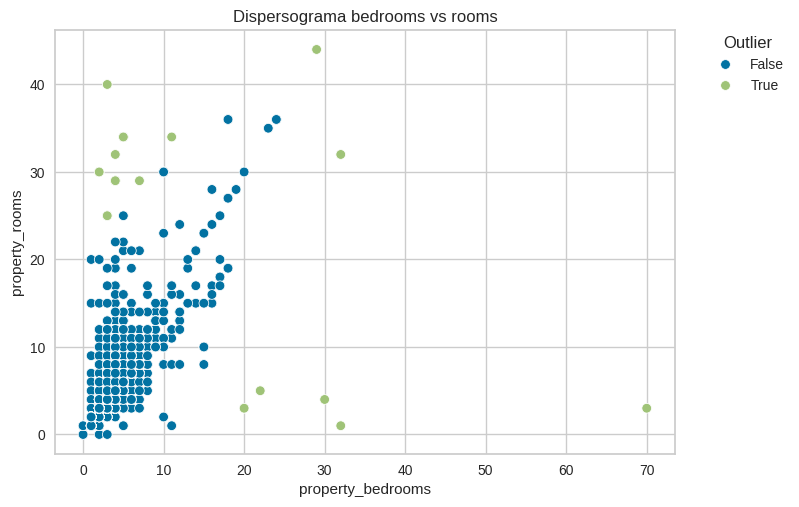 Dispersograma bedrooms vs rooms
Outlier
False
True
property_rooms
40
30
20
10
0
0 10 20 30 40 50 60 70
property_bedrooms